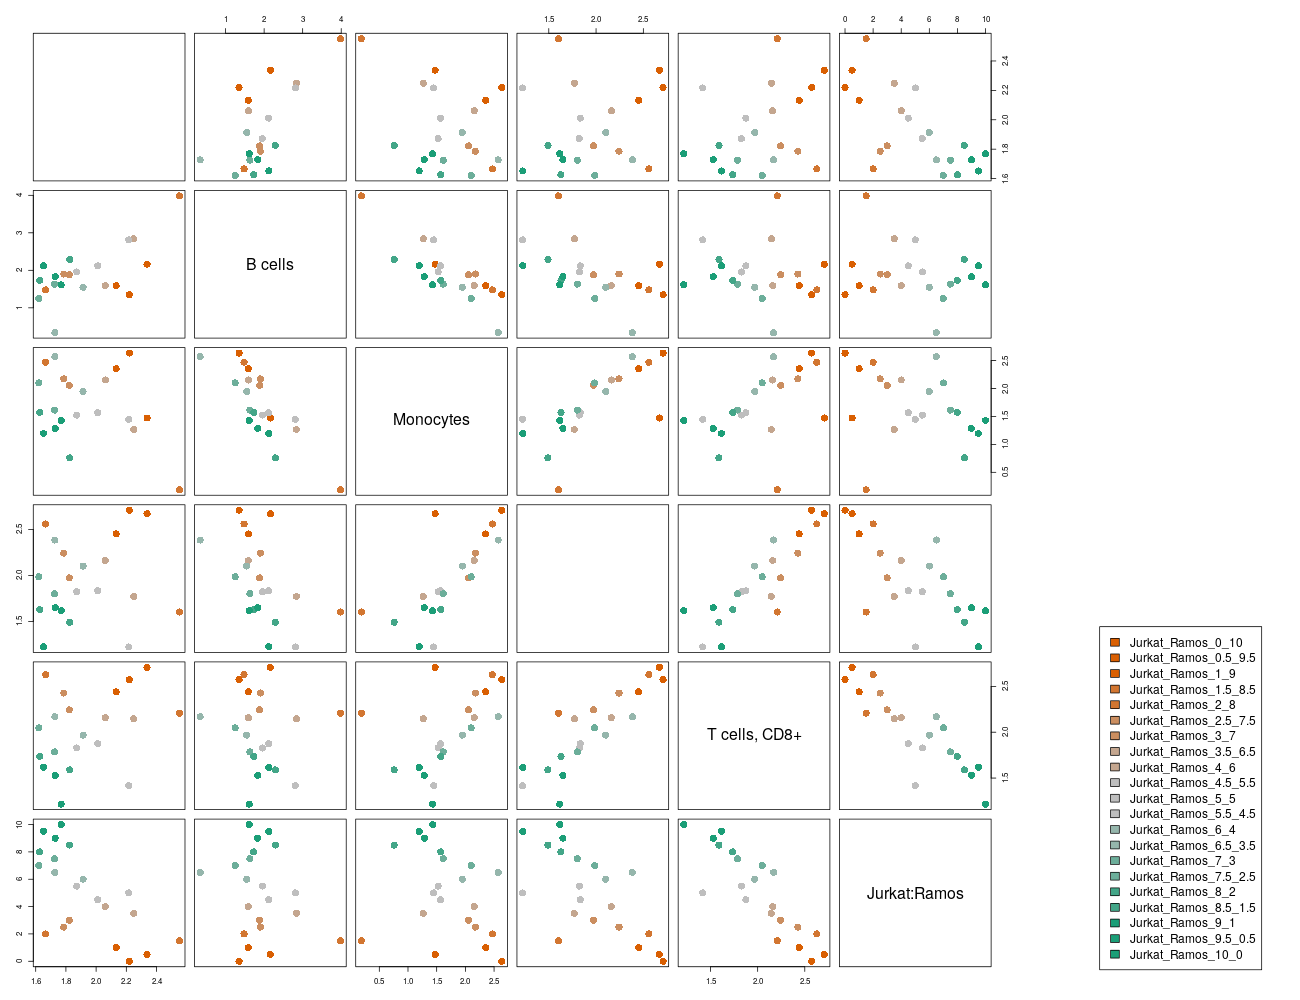 1 2 3 4
1.5 2.0 2.5
0 2 4 6 8 10
1.6 1.8 2.0 2.2 2.4
1 2 3 4
B cells
Monocytes
0.5 1.0 1.5 2.0 2.5
1.5 2.0 2.5
T cells, CD8+
1.5 2.0 2.5
0 2 4 6 8 10
Jurkat:Ramos
1.6 1.8 2.0 2.2 2.4
0.5 1.0 1.5 2.0 2.5
1.5 2.0 2.5
Jurkat_Ramos_0_10
Jurkat_Ramos_0.5_9.5
Jurkat_Ramos_1_9
Jurkat_Ramos_1.5_8.5
Jurkat_Ramos_2_8
Jurkat_Ramos_2.5_7.5
Jurkat_Ramos_3_7
Jurkat_Ramos_3.5_6.5
Jurkat_Ramos_4_6
Jurkat_Ramos_4.5_5.5
Jurkat_Ramos_5_5
Jurkat_Ramos_5.5_4.5
Jurkat_Ramos_6_4
Jurkat_Ramos_6.5_3.5
Jurkat_Ramos_7_3
Jurkat_Ramos_7.5_2.5
Jurkat_Ramos_8_2
Jurkat_Ramos_8.5_1.5
Jurkat_Ramos_9_1
Jurkat_Ramos_9.5_0.5
Jurkat_Ramos_10_0